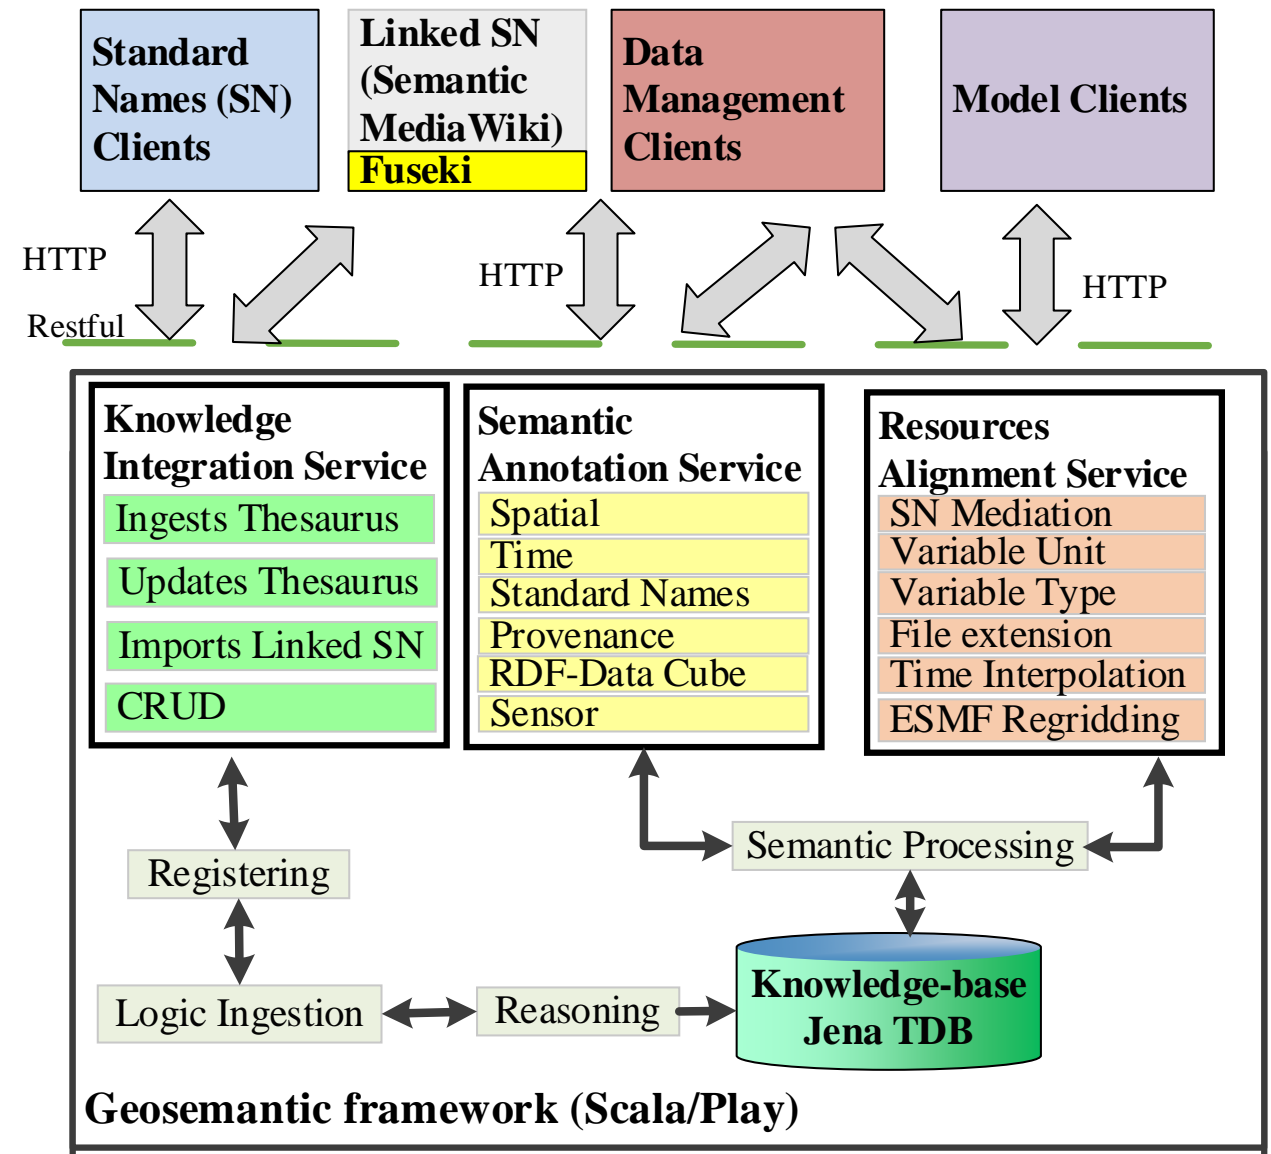 Standard
Names (SN)
Clients
Linked SN
(Semantic
MediaWiki)
Fuseki
Data
Management
Clients
Model Clients
HTTP
HTTP
HTTP
Restful
Knowledge
Integration Service
Ingests Thesaurus
Updates Thesaurus
Imports Linked SN
CRUD
Semantic
Annotation Service
Spatial
Time
Standard Names
Provenance
RDF-Data Cube
Sensor
Resources
Alignment Service
SN Mediation
Variable Unit
Variable Type
File extension
Time Interpolation
ESMF Regridding
Registering
Semantic Processing
Logic Ingestion
Reasoning
Knowledge-base
Jena TDB
Geosemantic framework (Scala/Play)